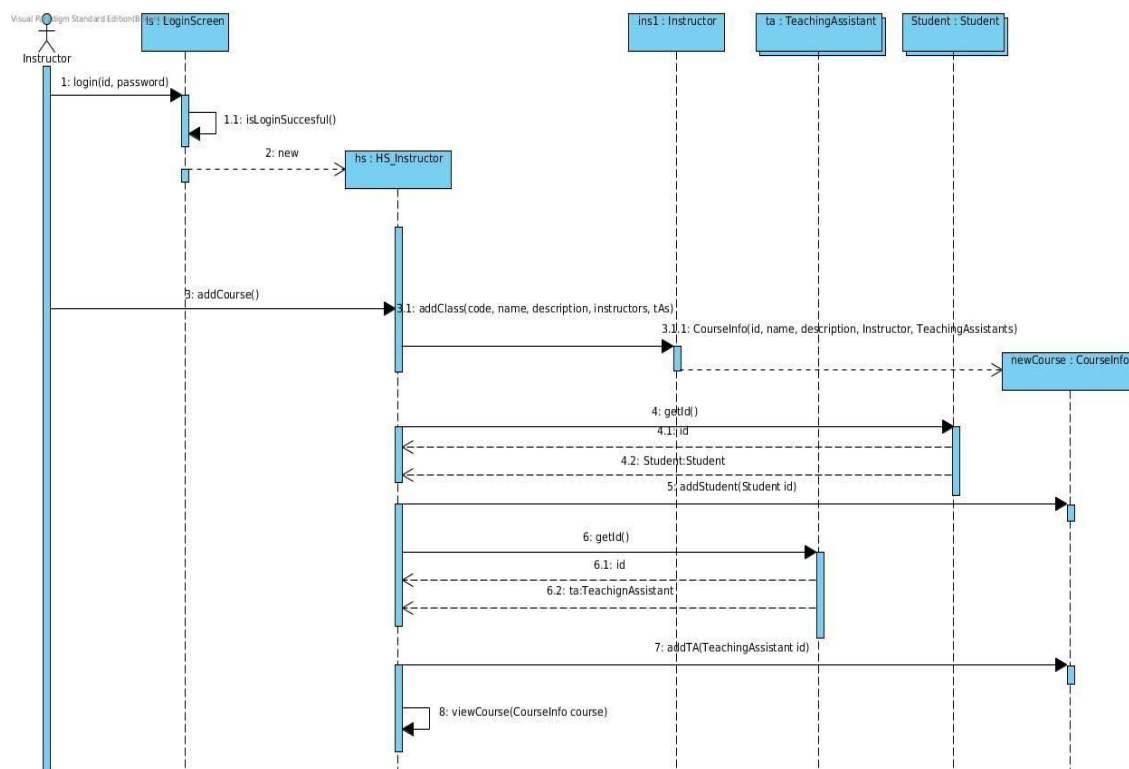 Visual Paradigm Standard Edition(B
ls : LoginScreen
ins1 : Instructor
ta : TeachingAssistant
Student : Student
Instructor
1: login(id, password)
1.1: isLoginSuccesful()
2: new
hs : HS_Instructor
3: addCourse()
3.1: addClass(code, name, description, instructors, tAs)
3.1.1: CourseInfo(id, name, description, Instructor, TeachingAssistants)
newCourse : CourseInfo
4: getId()
4.1: id
4.2: Student:Student
5: addStudent(Student id)
6: getId()
6.1: id
6.2: ta:TeachignAssistant
7: addTA(TeachingAssistant id)
8: viewCourse(CourseInfo course)